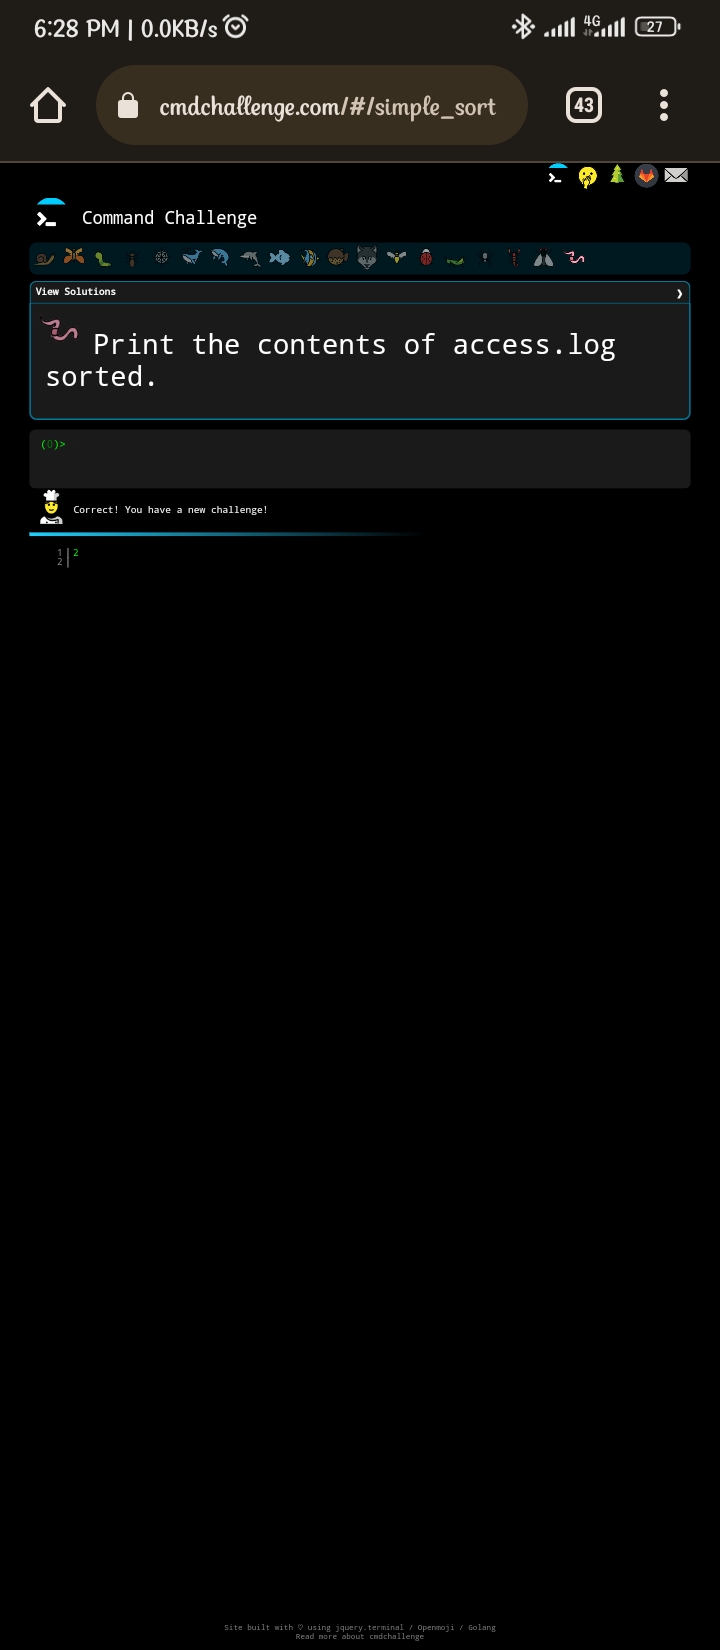 6:28 PM | 0.0KB/s
4G
27
cmdchallenge.com/#/simple_sort
43
Command Challenge
View Solutions
Print the contents of access.log
sorted.
(0)>
Correct! You have a new challenge!
1 2
2
Site built with ♡ using jquery.terminal / Openmoji / Golang
Read more about cmdchallenge